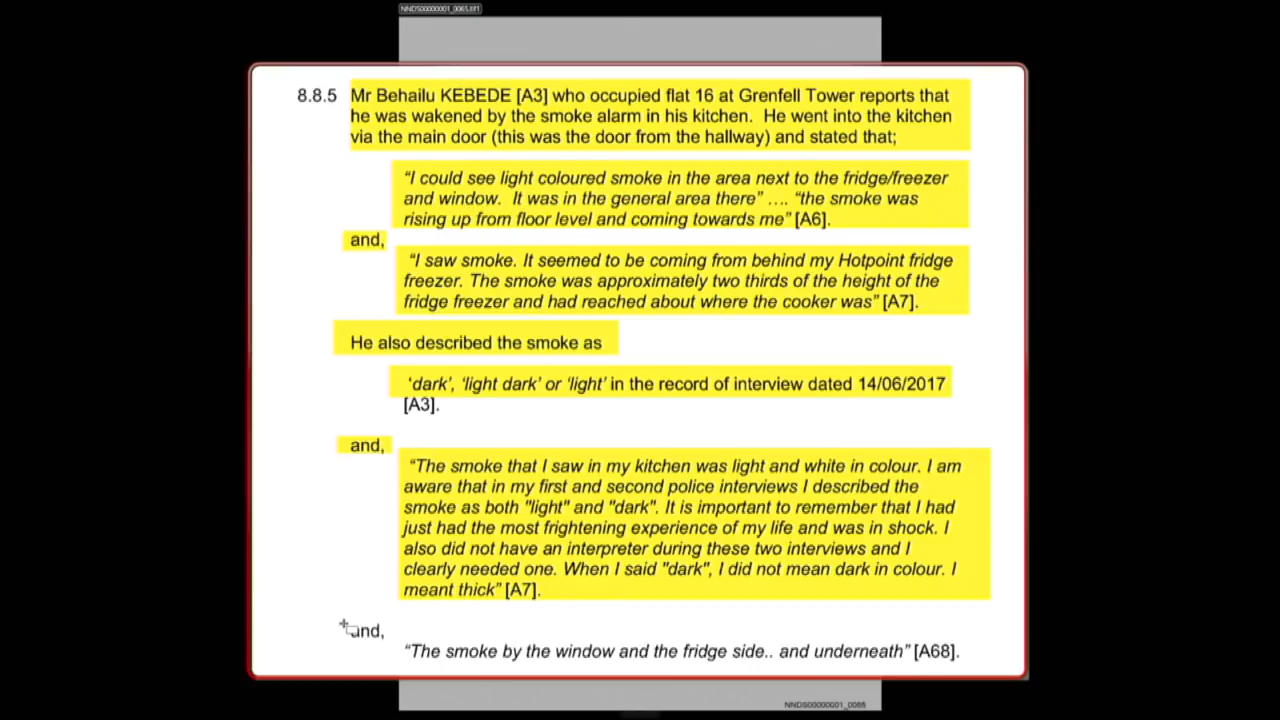 NNDS00000001_0065.tif1
8.8.5 Mr Behailu KEBEDE [A3] who occupied flat 16 at Grenfell Tower reports that
he was wakened by the smoke alarm in his kitchen. He went into the kitchen
via the main door (this was the door from the hallway) and stated that;
“I could see light coloured smoke in the area next to the fridge/freezer
and window. It was in the general area there” .... “the smoke was
rising up from floor level and coming towards me” [A6].
and,
“I saw smoke. It seemed to be coming from behind my Hotpoint fridge
freezer. The smoke was approximately two thirds of the height of the
fridge freezer and had reached about where the cooker was” [A7].
He also described the smoke as
‘dark’, ‘light dark’ or ‘light’ in the record of interview dated 14/06/2017
[A3].
and,
“The smoke that I saw in my kitchen was light and white in colour. I am
aware that in my first and second police interviews I described the
smoke as both "light" and "dark". It is important to remember that I had
just had the most frightening experience of my life and was in shock. I
also did not have an interpreter during these two interviews and I
clearly needed one. When I said "dark", I did not mean dark in colour. I
meant thick” [A7].
and,
“The smoke by the window and the fridge side.. and underneath” [A68].
NNDS00000001_0065